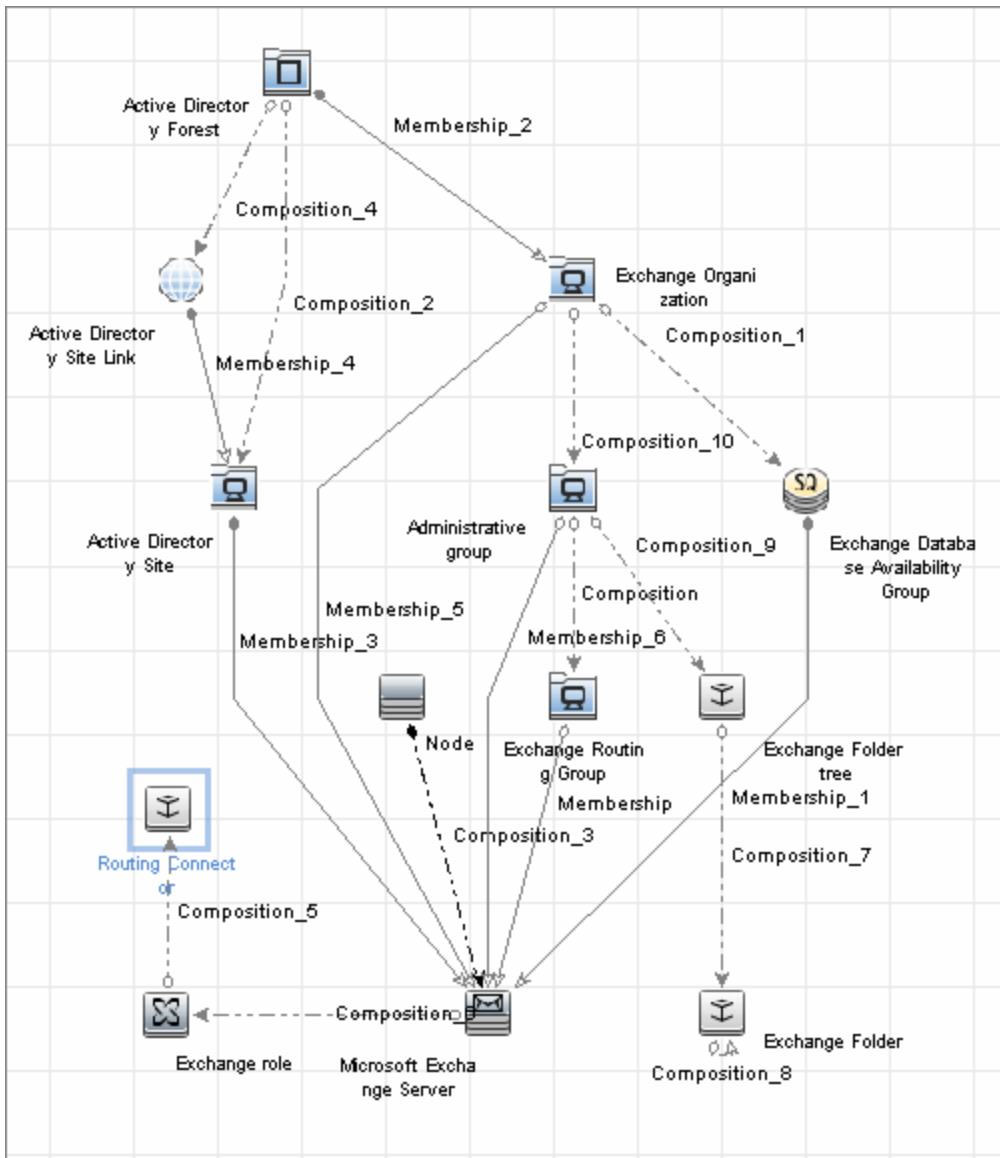 Active Director
y Forest
Membership_2
Composition_4
Exchange Organi
zation
Composition_2
Active Director
y Site Link
Composition_1
Membership_4
Composition_10
Administrative
group
Active Director
y Site
Composition_9
Exchange Databa
se Availability
Group
Composition
Membership_5
Membership_6
Membership_3
Node
Exchange Routin
g Group
Exchange Folder
tree
Membership
Membership_1
Composition_3
Composition_7
Routing Connect
or
Composition_5
Composition
Exchange role
Microsoft Excha
nge Server
Exchange Folder
Composition_8
SQ